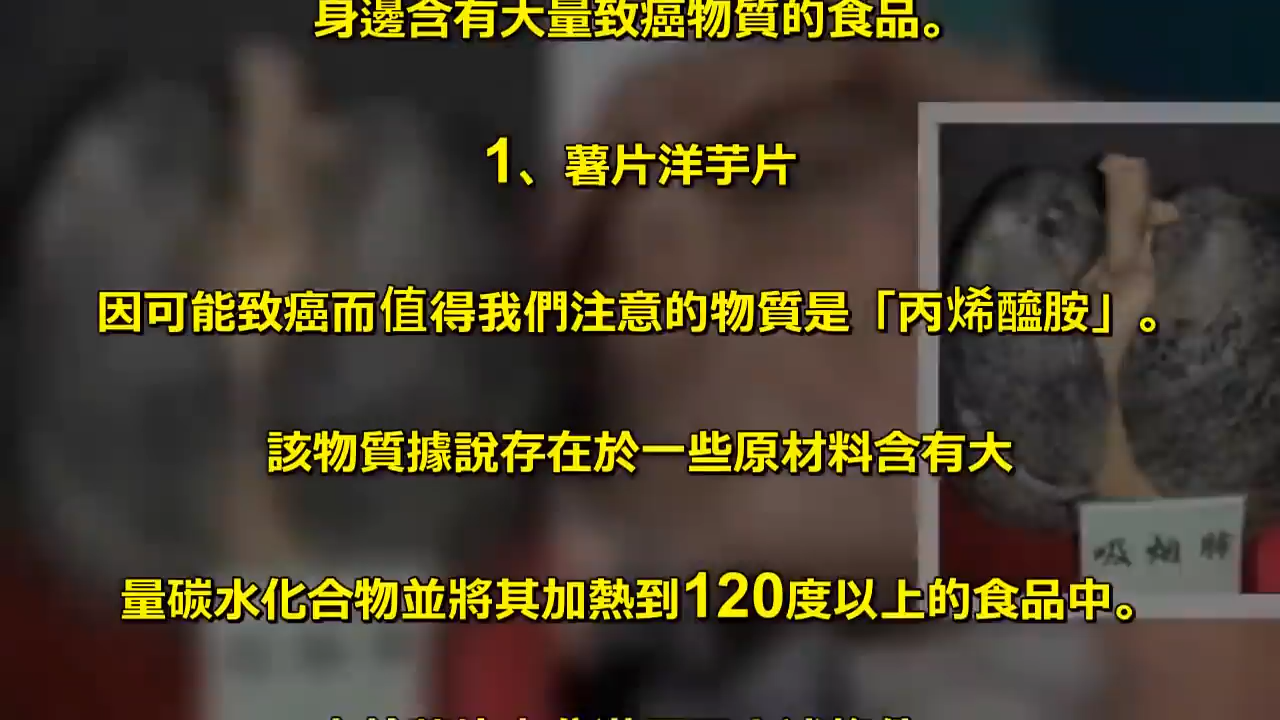 身邊含有大量致癌物質的食品。
1、薯片洋芋片
因可能致癌而值得我們注意的物質是「丙烯醯胺」。
該物質據說存在於一些原材料含有大
量碳水化合物並將其加熱到120度以上的食品中。
吸烟肺